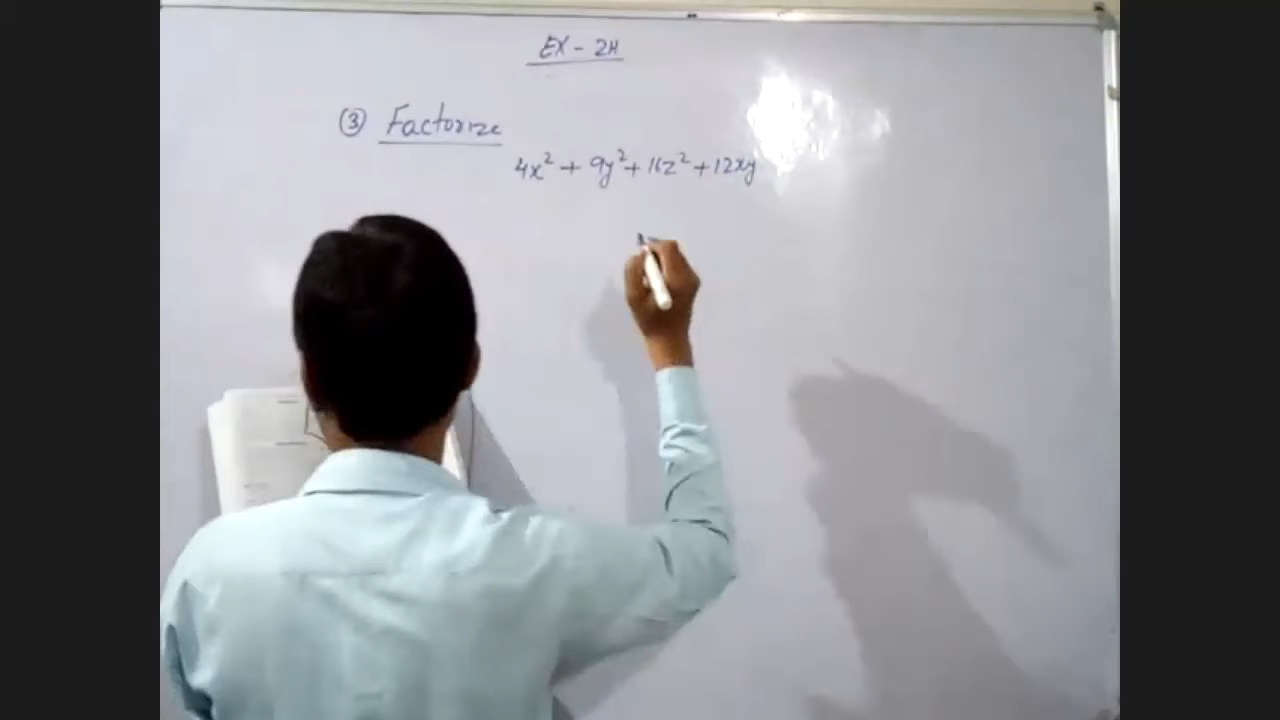 EX - 2H
③ Factorize
4x² + 9y² + 16z² + 12xy